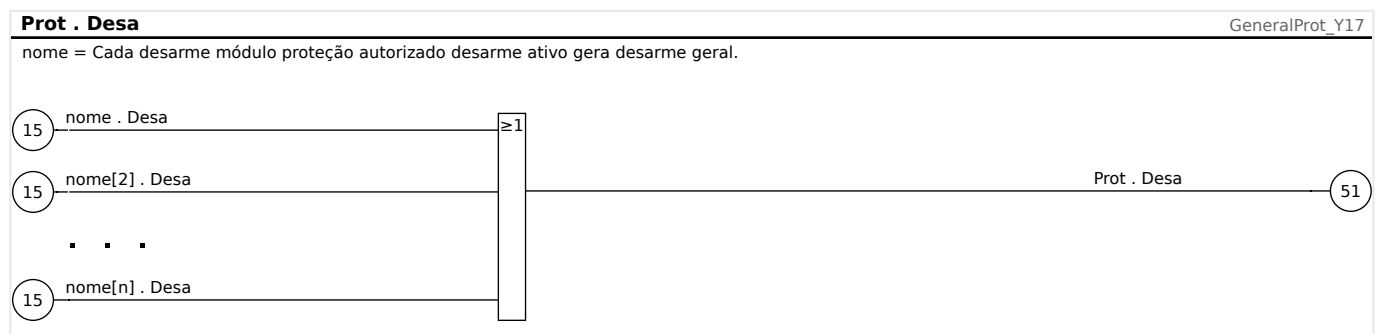 Prot . Desa
GeneralProt_Y17
nome = Cada desarme módulo proteção autorizado desarme ativo gera desarme geral.
15
nome . Desa
≥1
15
nome[2] . Desa
Prot . Desa
51
15
nome[n] . Desa